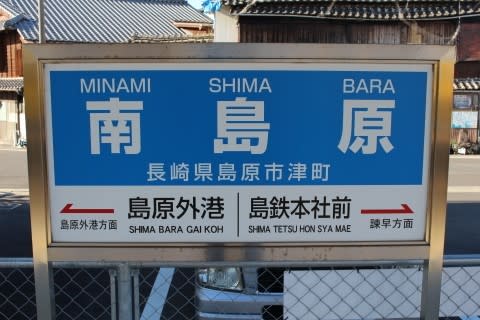 MINAMI SHIMA BARA
南島原
長崎県島原市津町
島原外港 島鉄本社前
島原外港方面 SHIMA BARA GAI KOH SHIMA TETSU HON SYA MAE 諫早方面